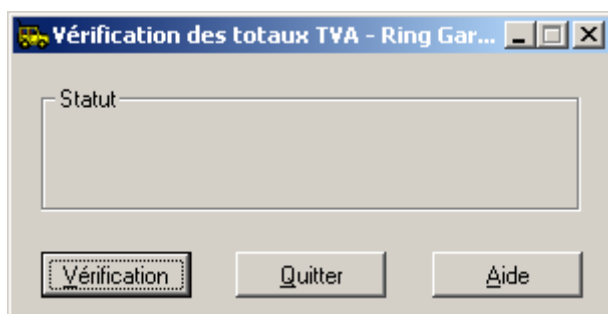 Vérification des totaux TVA - Ring Gar...
Statut
Vérification Quitter Aide